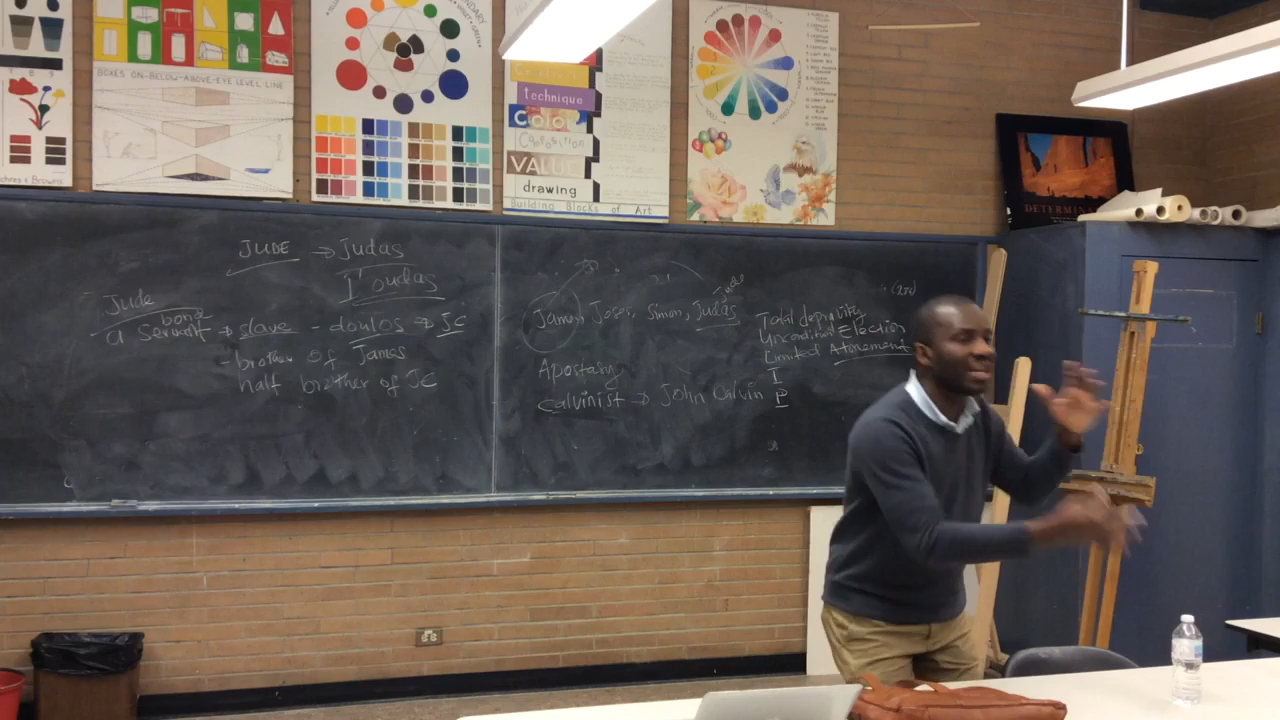 BOXES ON-BELOW-ABOVE-EYE LEVEL-LINE
technique
Color
Composition
VALUE
drawing
Building Blocks of Art
JUDE → Judas
I'oudas
Jude
a bond servant → slave - doulos → JC
- brother of James
half brother of JC
James, Joses, Simon, Judas
Jude
Apostasy
Calvinist → John Calvin
Total depravity
Unconditional Election
Limited Atonement
I
P